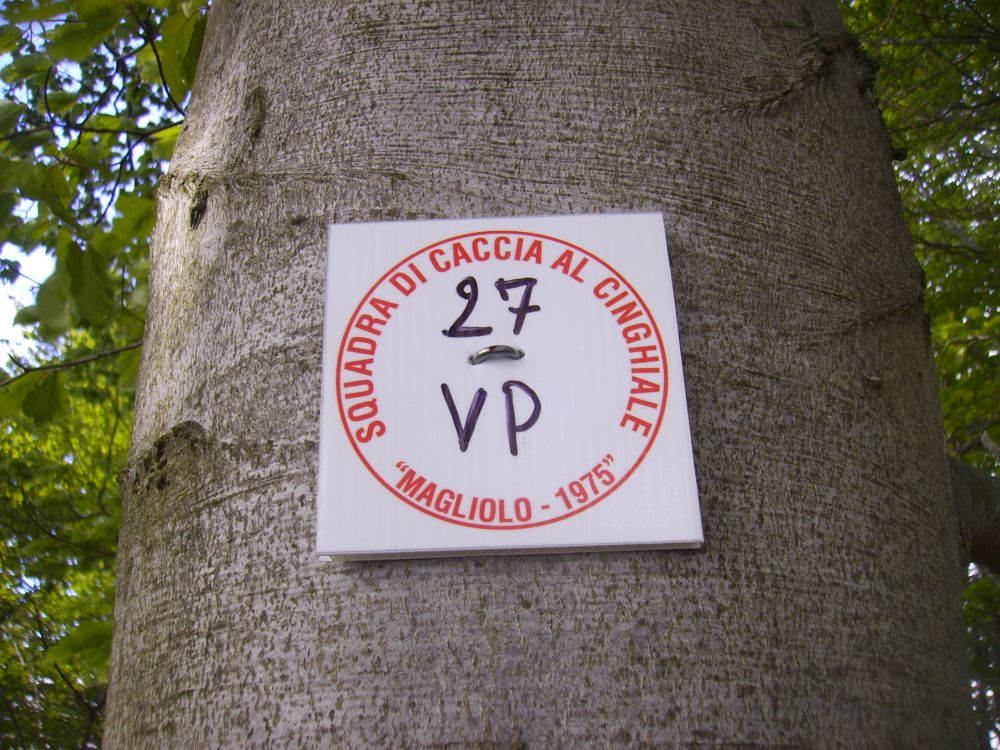 SQUADRA DI CACCIA AL CINGHIALE
27
VP
"MAGLIOLO - 1975"